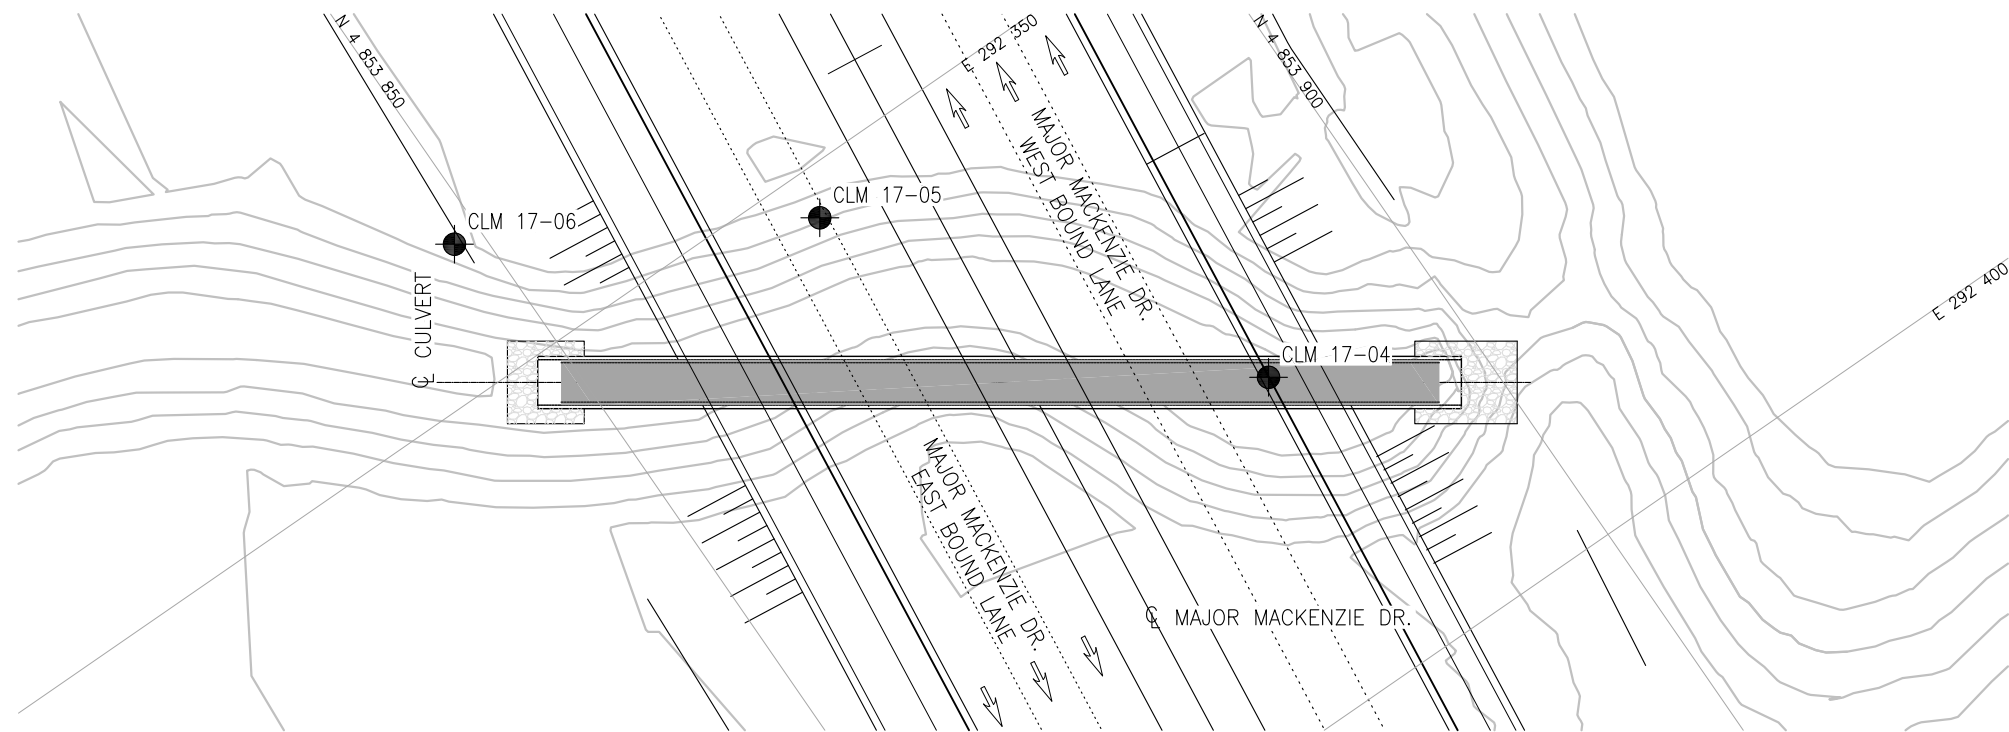 N 4 853 850
E 292 350
N 4 853 900
MAJOR MACKENZIE DR.
WEST BOUND LANE
CLM 17-05
CLM 17-06
E 292 400
℄ CULVERT
CLM 17-04
MAJOR MACKENZIE DR.
EAST BOUND LANE
℄ MAJOR MACKENZIE DR.